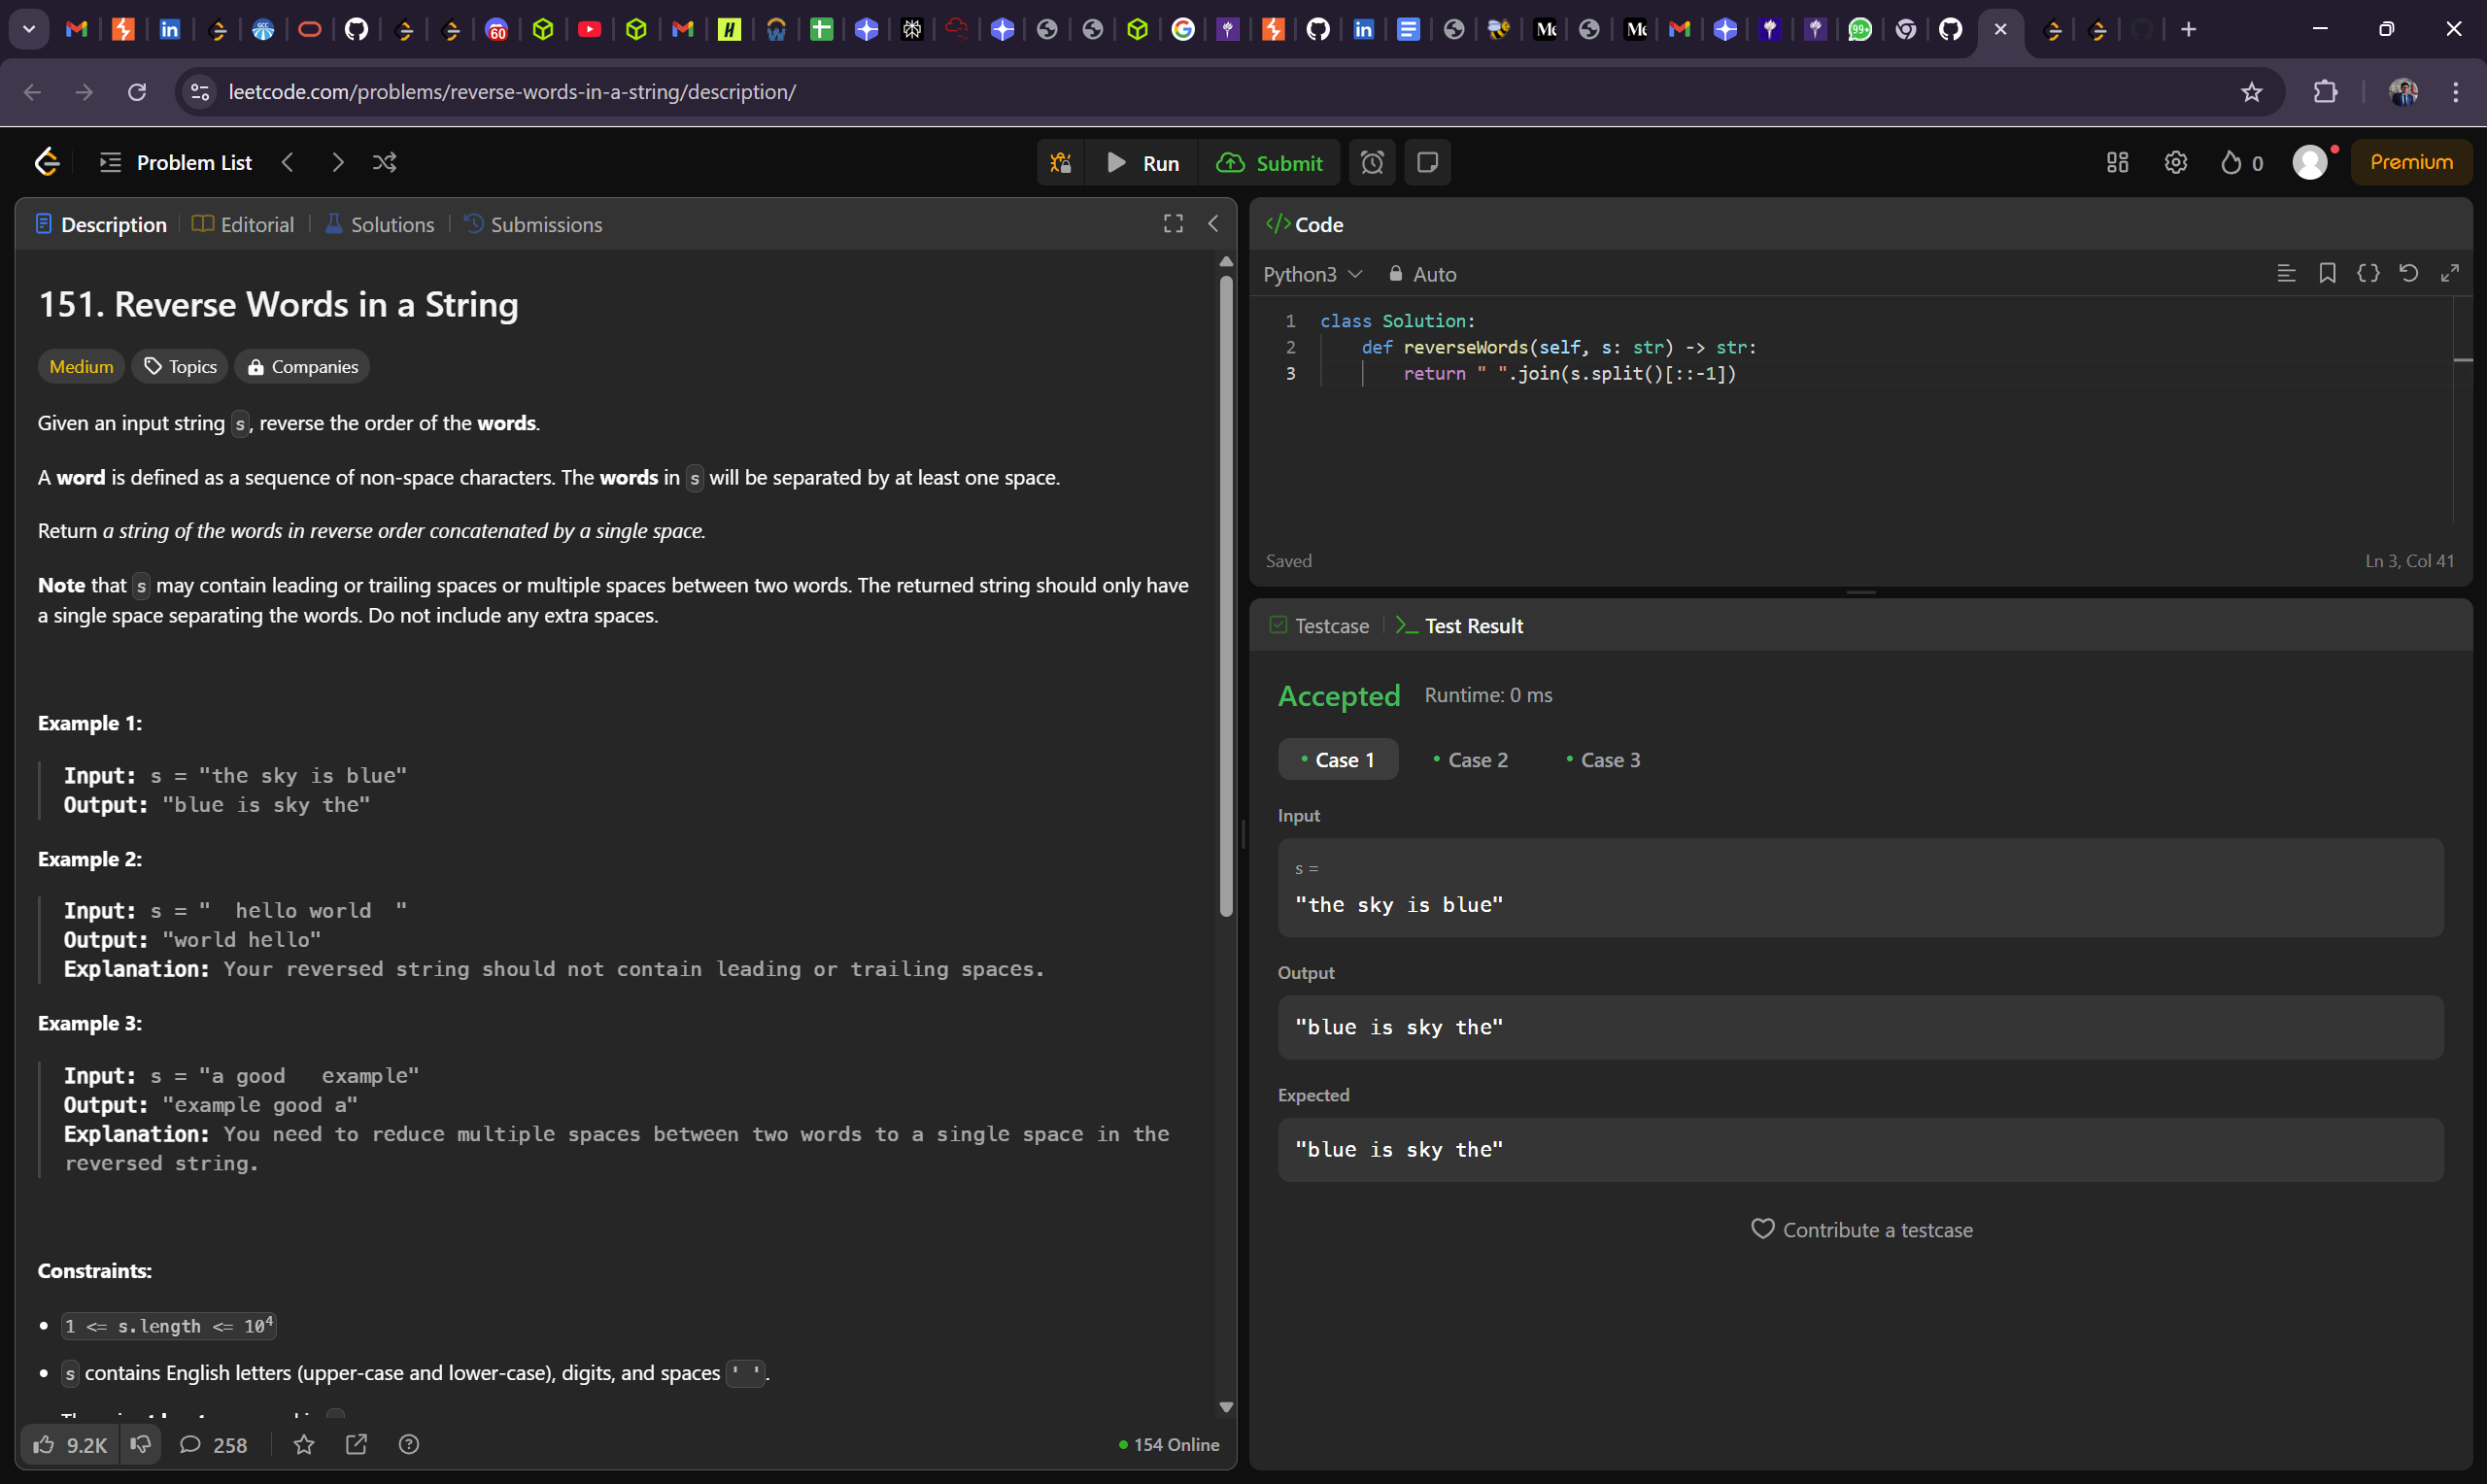 60
99+
leetcode.com/problems/reverse-words-in-a-string/description/
Problem List
Run
Submit
0
Premium
Description
Editorial
Solutions
Submissions
151. Reverse Words in a String
Medium
Topics
Companies
Given an input string s, reverse the order of the words.
A word is defined as a sequence of non-space characters. The words in s will be separated by at least one space.
Return a string of the words in reverse order concatenated by a single space.
Note that s may contain leading or trailing spaces or multiple spaces between two words. The returned string should only have
a single space separating the words. Do not include any extra spaces.
Example 1:
Input: s = "the sky is blue"
Output: "blue is sky the"
Example 2:
Input: s = "  hello world  "
Output: "world hello"
Explanation: Your reversed string should not contain leading or trailing spaces.
Example 3:
Input: s = "a good   example"
Output: "example good a"
Explanation: You need to reduce multiple spaces between two words to a single space in the
reversed string.
Constraints:
1 <= s.length <= 10⁴
s contains English letters (upper-case and lower-case), digits, and spaces ' '.
9.2K
258
154 Online
</> Code
Python3
Auto
1 class Solution:
2     def reverseWords(self, s: str) -> str:
3         return " ".join(s.split()[::-1])
Saved
Ln 3, Col 41
Testcase
>_ Test Result
Accepted
Runtime: 0 ms
Case 1
Case 2
Case 3
Input
s =
"the sky is blue"
Output
"blue is sky the"
Expected
"blue is sky the"
Contribute a testcase